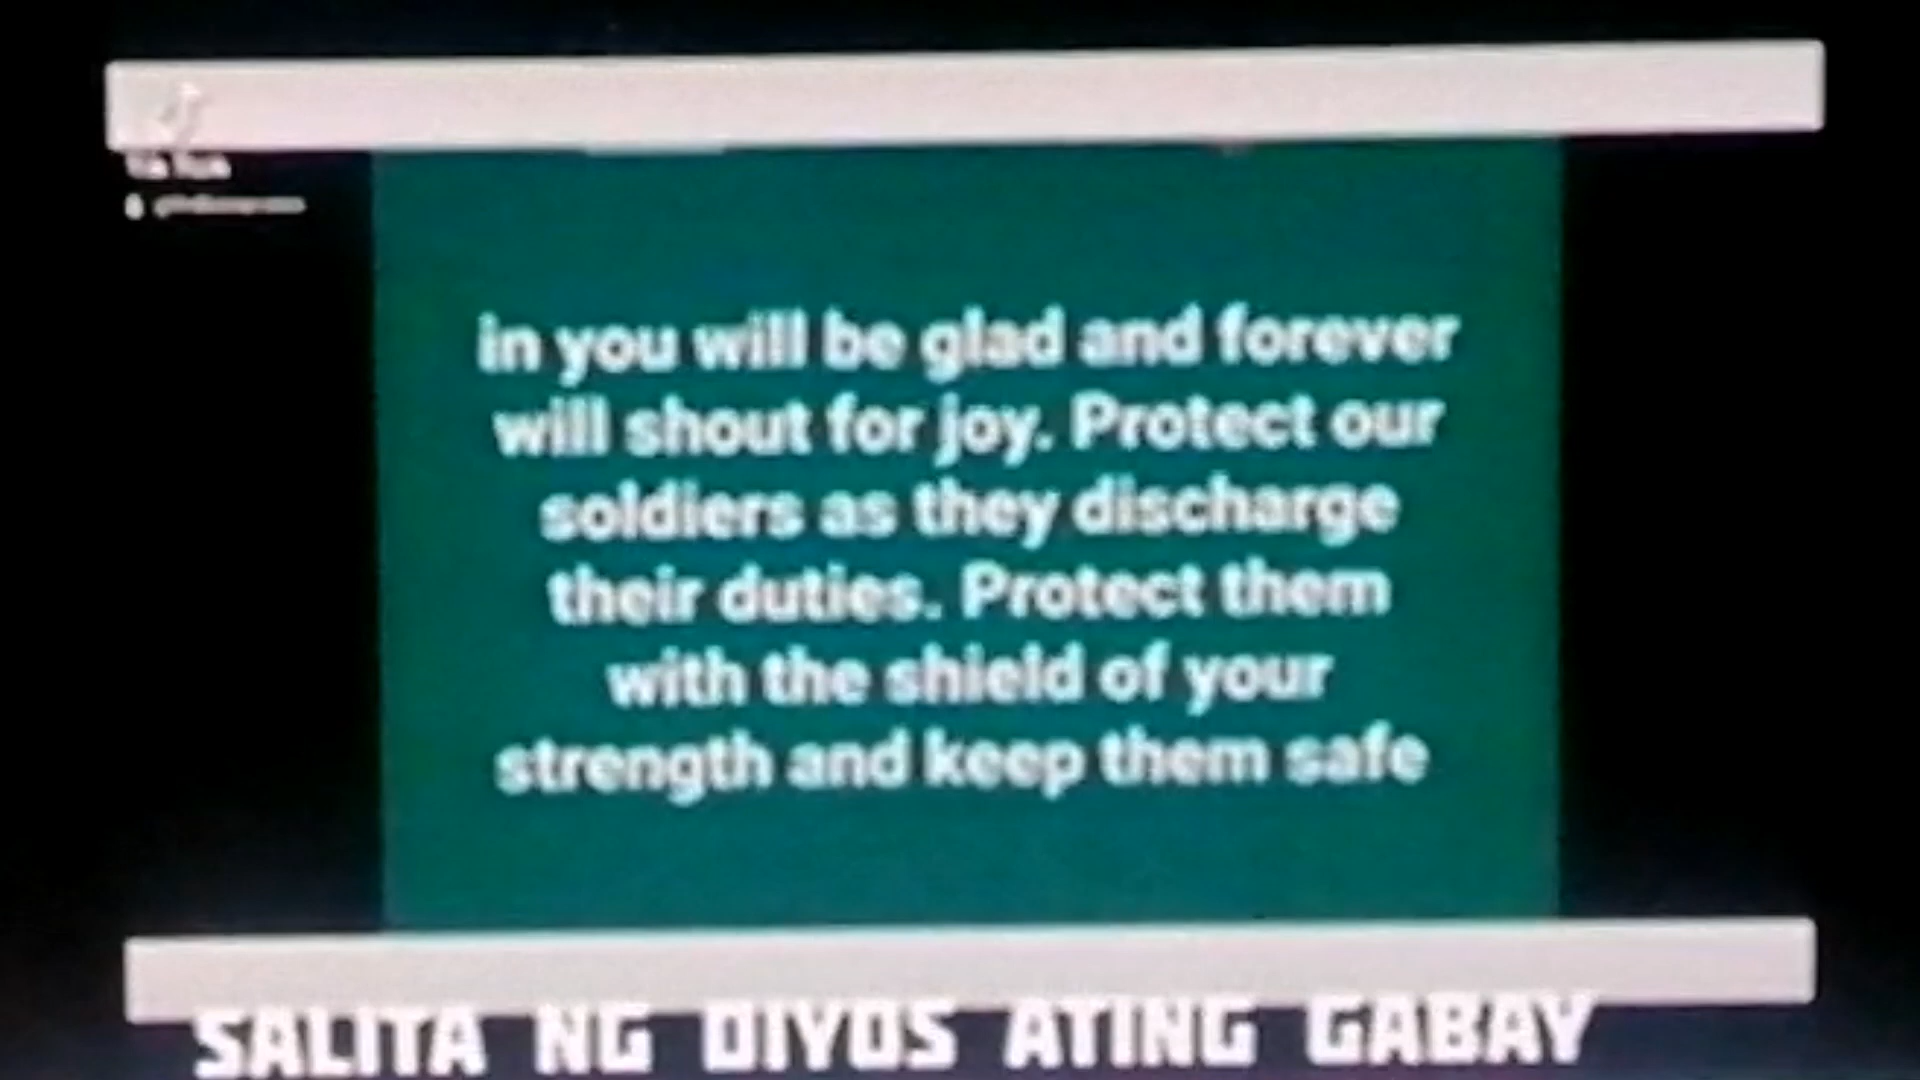 TikTok
in you will be glad and forever
will shout for joy. Protect our
soldiers as they discharge
their duties. Protect them
with the shield of your
strength and keep them safe
SALITA NG DIYOS ATING GABAY